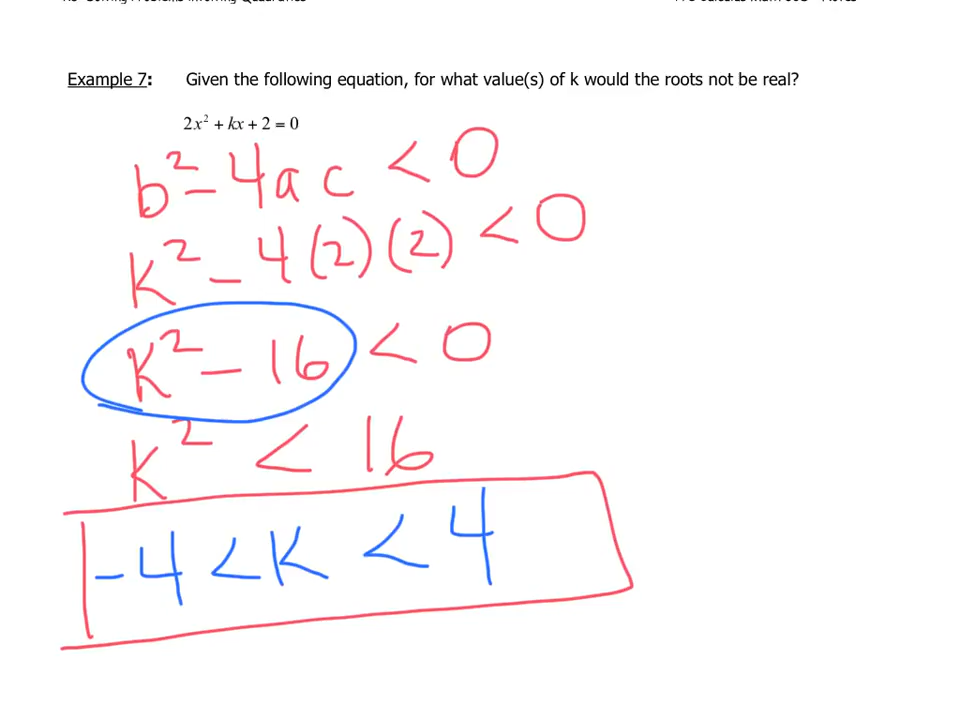 Example 7: Given the following equation, for what value(s) of k would the roots not be real?
2x² + kx + 2 = 0
b² - 4ac < 0
k² - 4(2)(2) < 0
k² - 16 < 0
k² < 16
-4 < k < 4